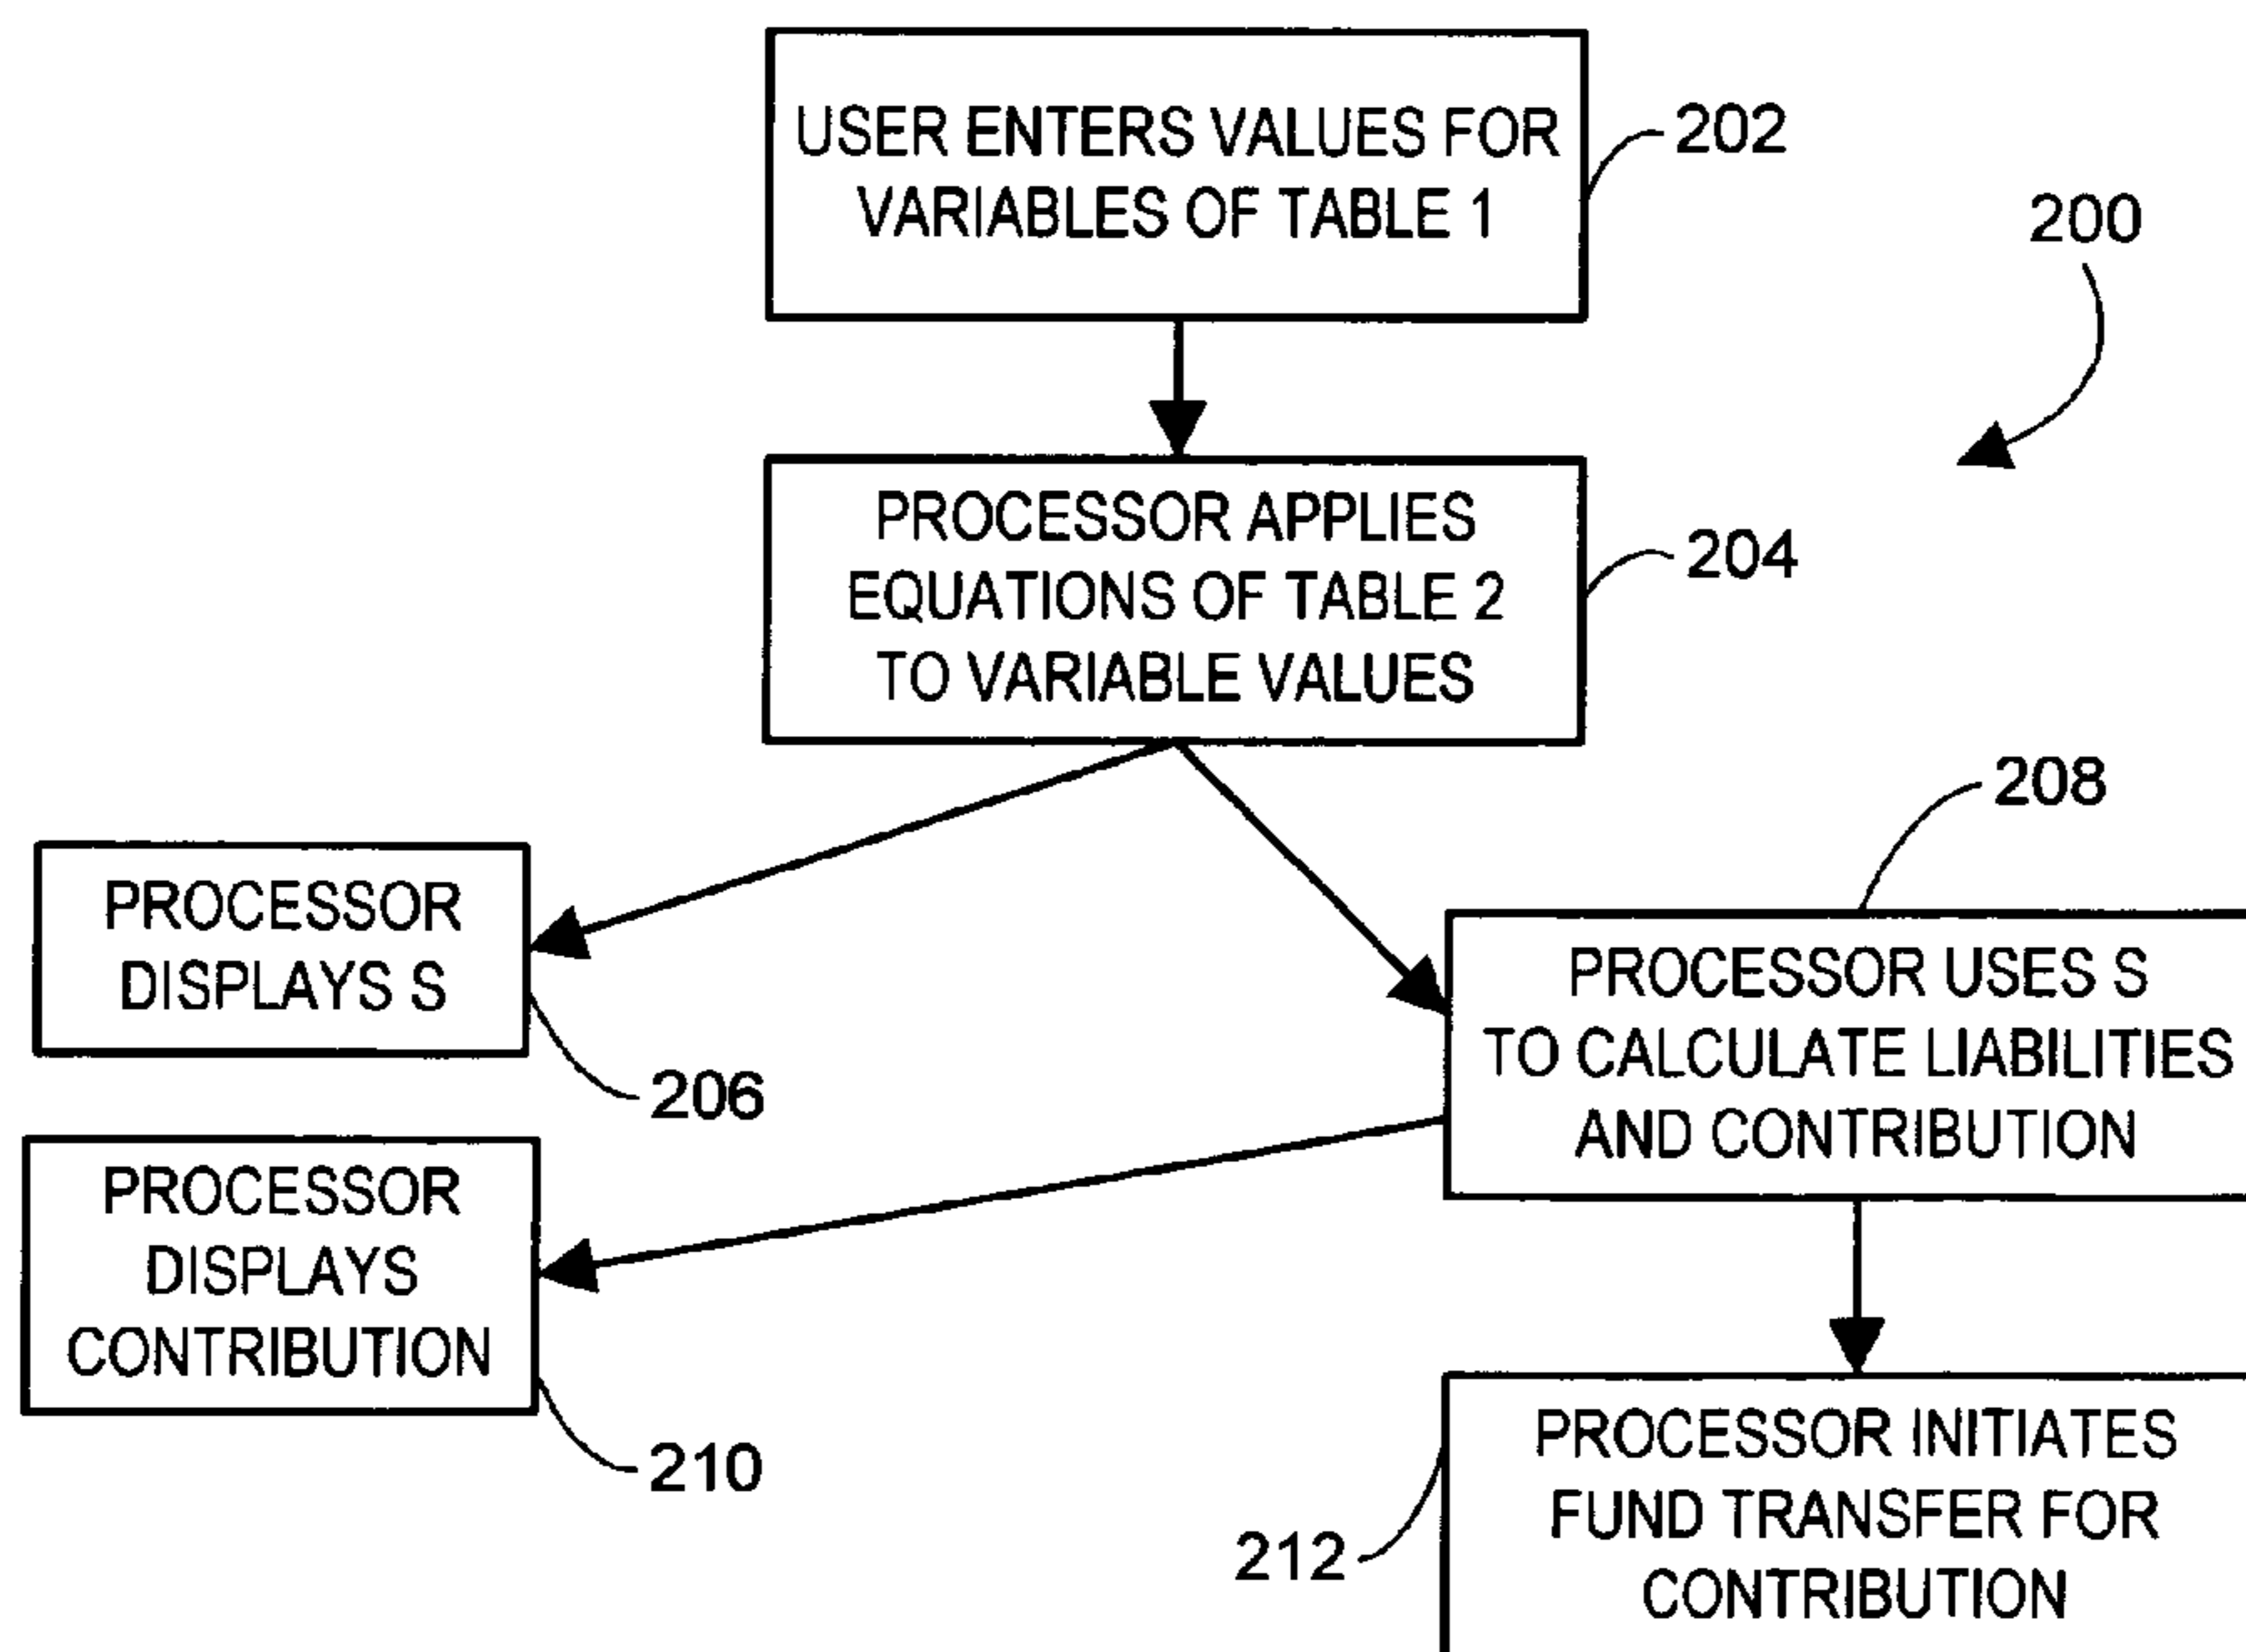 USER ENTERS VALUES FOR
VARIABLES OF TABLE 1
202
200
PROCESSOR APPLIES
EQUATIONS OF TABLE 2
TO VARIABLE VALUES
204
208
PROCESSOR
DISPLAYS S
206
PROCESSOR USES S
TO CALCULATE LIABILITIES
AND CONTRIBUTION
PROCESSOR
DISPLAYS
CONTRIBUTION
210
PROCESSOR INITIATES
FUND TRANSFER FOR
CONTRIBUTION
212